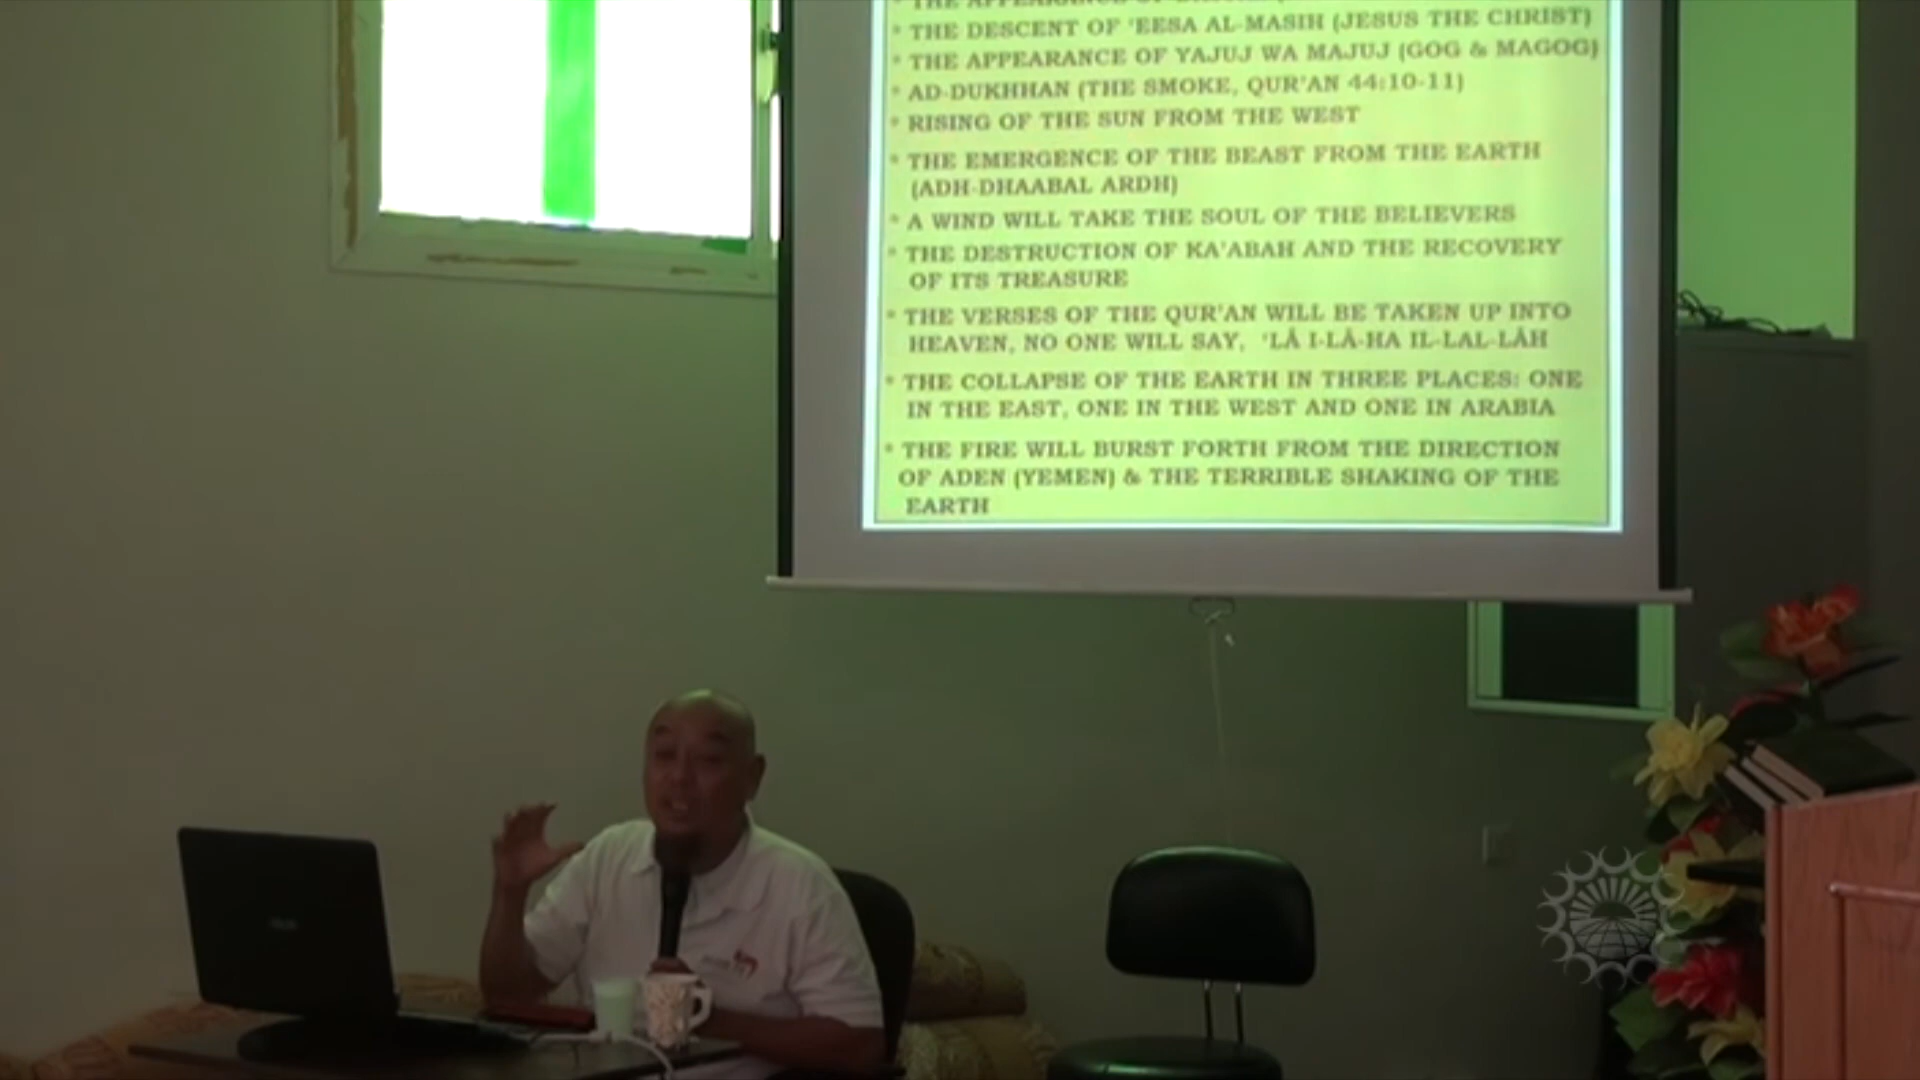 * THE APPEARANCE OF
* THE DESCENT OF 'EESA AL-MASIH (JESUS THE CHRIST)
* THE APPEARANCE OF YAJUJ WA MAJUJ (GOG & MAGOG)
* AD-DUKHHAN (THE SMOKE, QUR'AN 44:10-11)
* RISING OF THE SUN FROM THE WEST
* THE EMERGENCE OF THE BEAST FROM THE EARTH
(ADH-DHAABAL ARDH)
* A WIND WILL TAKE THE SOUL OF THE BELIEVERS
* THE DESTRUCTION OF KA'ABAH AND THE RECOVERY
OF ITS TREASURE
* THE VERSES OF THE QUR'AN WILL BE TAKEN UP INTO
HEAVEN, NO ONE WILL SAY, 'LÂ I-LÂ-HA IL-LAL-LÂH
* THE COLLAPSE OF THE EARTH IN THREE PLACES: ONE
IN THE EAST, ONE IN THE WEST AND ONE IN ARABIA
* THE FIRE WILL BURST FORTH FROM THE DIRECTION
OF ADEN (YEMEN) & THE TERRIBLE SHAKING OF THE
EARTH